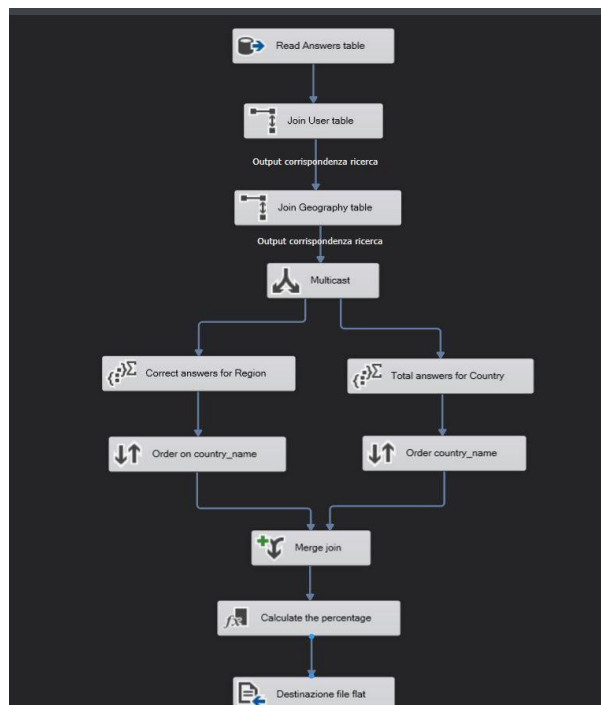 Read Answers table
Join User table
Output corrispondenza ricerca
Join Geography table
Output corrispondenza ricerca
Multicast
Correct answers for Region
Total answers for Country
Order on country_name
Order country_name
Merge join
Calculate the percentage
Destinazione file flat